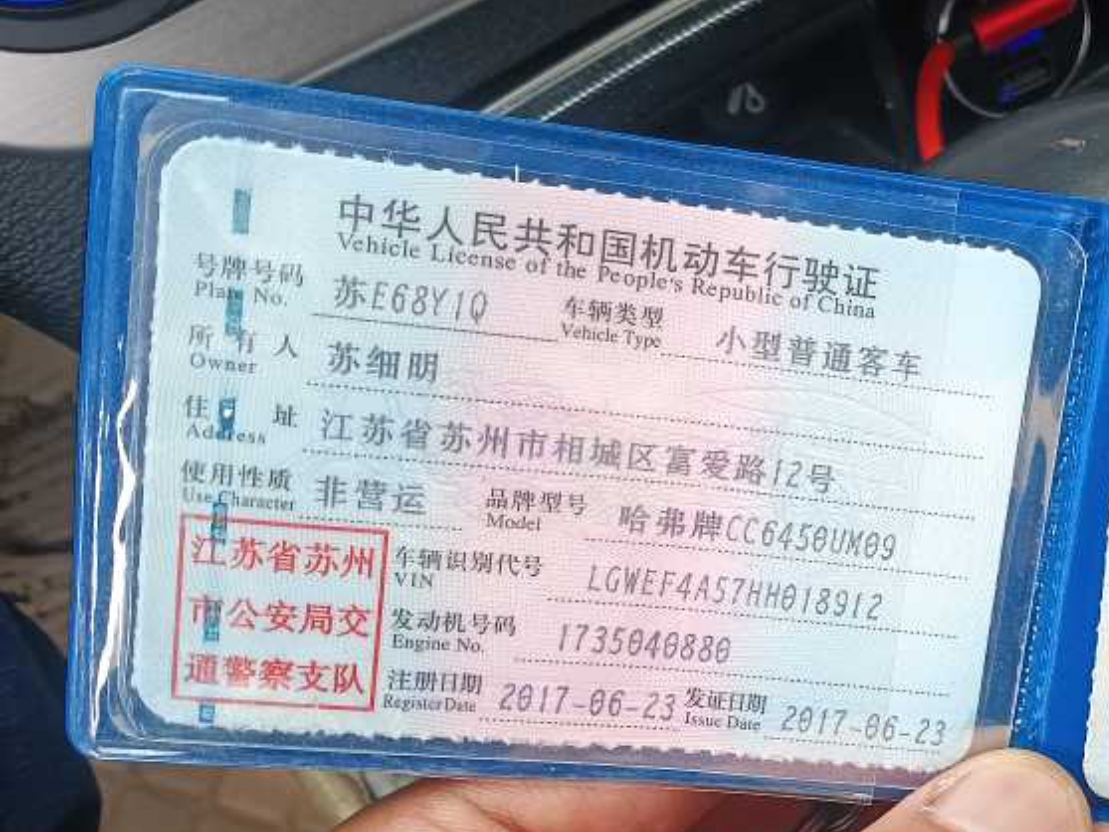 中华人民共和国机动车行驶证
Vehicle License of the People's Republic of China
号牌号码 苏E68Y1Q 车辆类型 小型普通客车
Plate No. Vehicle Type
所有人 苏细明
Owner
住址 江苏省苏州市相城区富爱路12号
Address
使用性质 非营运 品牌型号 哈弗牌CC6450UM09
Use Character Model
江苏省苏州 车辆识别代号 LGWEF4A57HH018912
VIN
市公安局交 发动机号码 1735040880
Engine No.
通警察支队 注册日期 2017-06-23 发证日期 2017-06-23
Register Date Issue Date